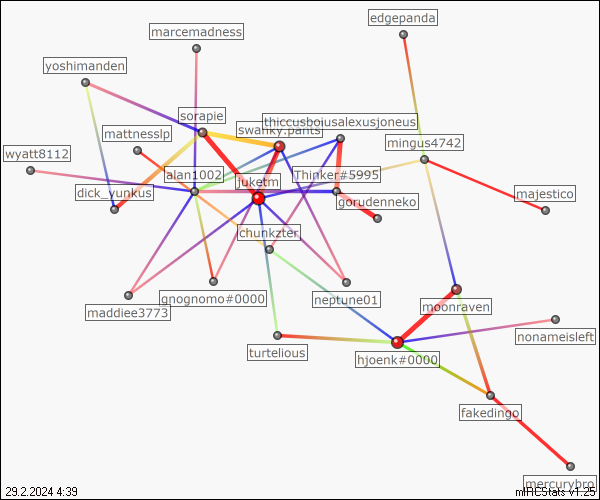 edgepanda
marcemadness
yoshimanden
sorapie
thiccusboiusalexusjoneus
swanky.pants
mattnesslp
mingus4742
wyatt8112
alan1002
juketm
Thinker#5995
dick_yunkus
gorudenneko
majestico
chunkzter
maddiee3773
gnognomo#0000
neptune01
moonraven
nonameisleft
turtelious
hjoenk#0000
fakedingo
mercurybro
29.2.2024 4:39
mIRCStats v1.25